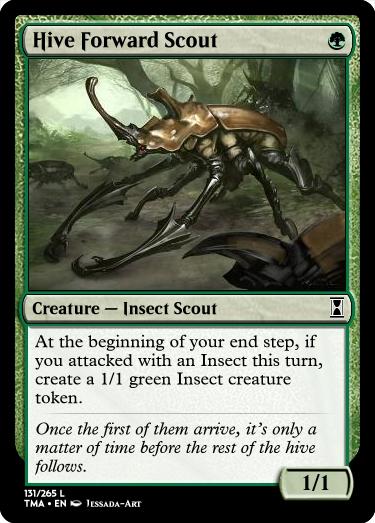 Hive Forward Scout
Creature — Insect Scout
At the beginning of your end step, if
you attacked with an Insect this turn,
create a 1/1 green Insect creature
token.
Once the first of them arrive, it's only a
matter of time before the rest of the hive
follows.
1/1
131/265 L
TMA • EN Jessada-Art